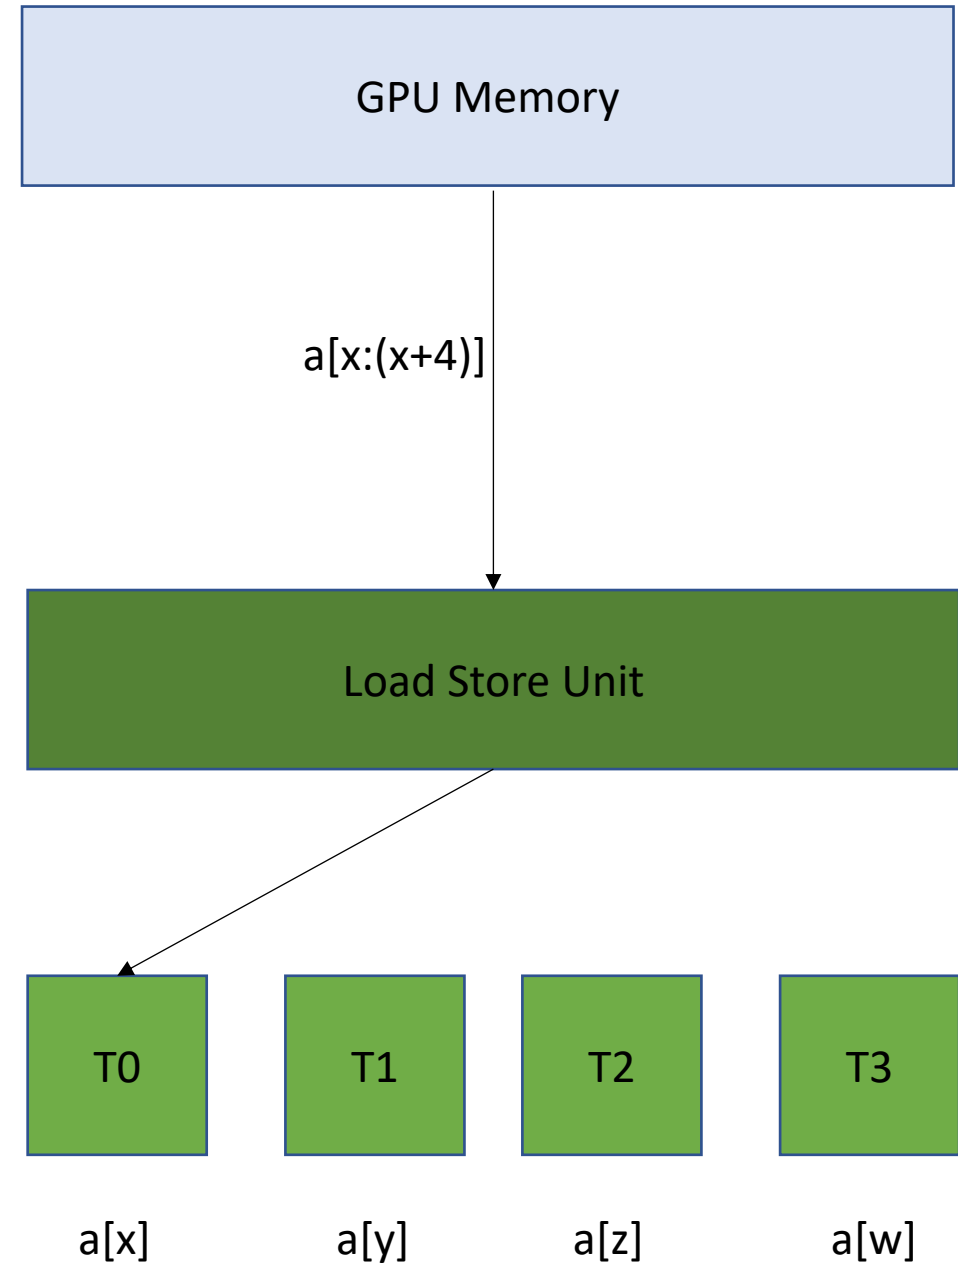 GPU Memory
a[x:(x+4)]
Load Store Unit
T0 T1 T2 T3
a[x] a[y] a[z] a[w]